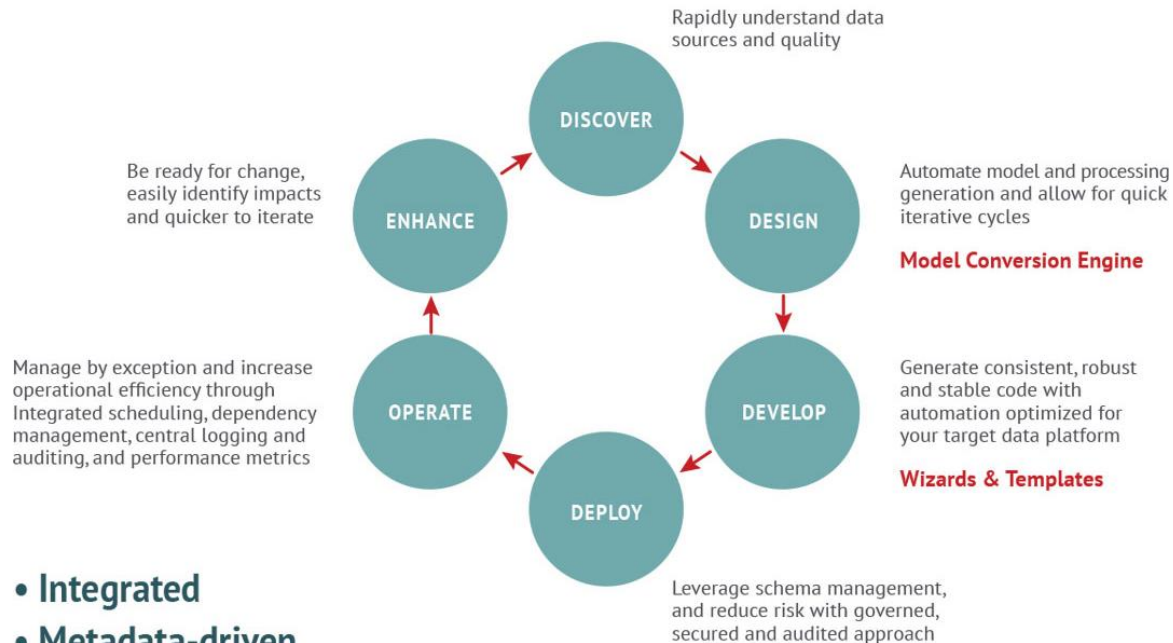 Rapidly understand data
sources and quality
DISCOVER
Be ready for change,
easily identify impacts
and quicker to iterate
ENHANCE
DESIGN
Automate model and processing
generation and allow for quick
iterative cycles
Model Conversion Engine
Manage by exception and increase
operational efficiency through
Integrated scheduling, dependency
management, central logging and
auditing, and performance metrics
OPERATE
DEVELOP
Generate consistent, robust
and stable code with
automation optimized for
your target data platform
Wizards & Templates
DEPLOY
Leverage schema management,
and reduce risk with governed,
secured and audited approach
• Integrated
• Metadata-driven